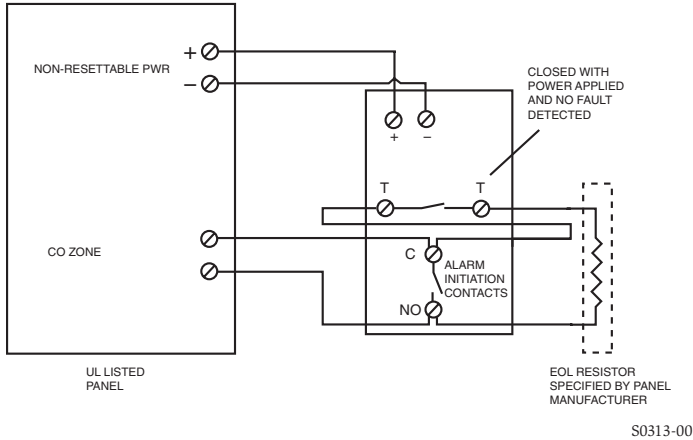 NON-RESETTABLE PWR
+
–
CLOSED WITH
POWER APPLIED
AND NO FAULT
DETECTED
+
–
T
T
CO ZONE
C
ALARM
INITIATION
CONTACTS
NO
UL LISTED
PANEL
EOL RESISTOR
SPECIFIED BY PANEL
MANUFACTURER
S0313-00